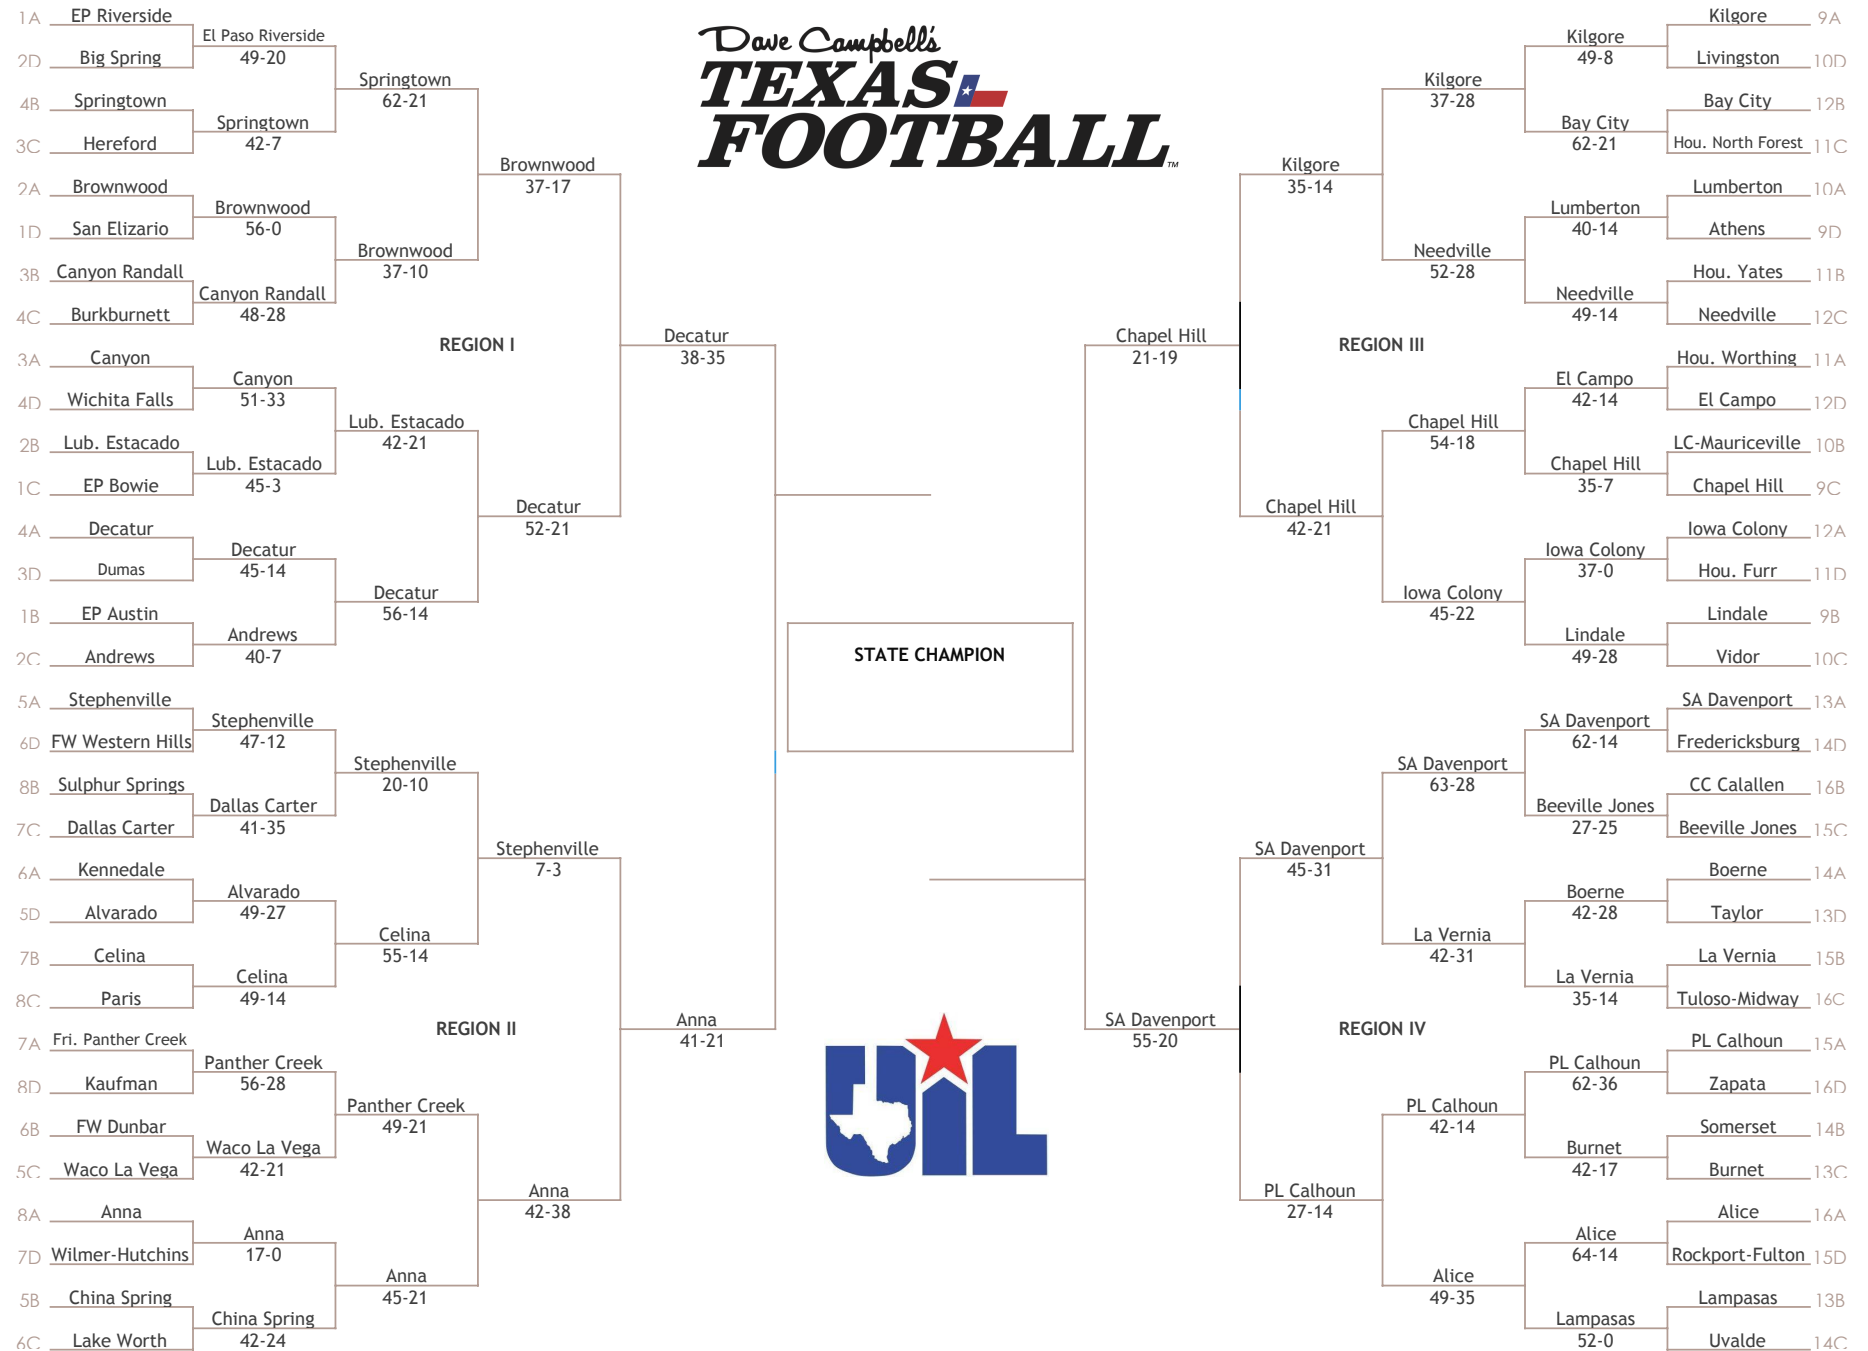 Dave Campbell's
TEXAS
FOOTBALL™
1A EP Riverside
2D Big Spring
4B Springtown
3C Hereford
2A Brownwood
1D San Elizario
3B Canyon Randall
4C Burkburnett
3A Canyon
4D Wichita Falls
2B Lub. Estacado
1C EP Bowie
4A Decatur
3D Dumas
1B EP Austin
2C Andrews
5A Stephenville
6D FW Western Hills
8B Sulphur Springs
7C Dallas Carter
6A Kennedale
5D Alvarado
7B Celina
8C Paris
7A Fri. Panther Creek
8D Kaufman
6B FW Dunbar
5C Waco La Vega
8A Anna
7D Wilmer-Hutchins
5B China Spring
6C Lake Worth
El Paso Riverside
49-20
Springtown
42-7
Brownwood
56-0
Canyon Randall
48-28
Canyon
51-33
Lub. Estacado
45-3
Decatur
45-14
Andrews
40-7
Stephenville
47-12
Dallas Carter
41-35
Alvarado
49-27
Celina
49-14
Panther Creek
56-28
Waco La Vega
42-21
Anna
17-0
China Spring
42-24
Springtown
62-21
Brownwood
37-10
Lub. Estacado
42-21
Decatur
56-14
Stephenville
20-10
Celina
55-14
Panther Creek
49-21
Anna
45-21
Brownwood
37-17
REGION I
Decatur
52-21
Stephenville
7-3
REGION II
Anna
42-38
Decatur
38-35
Anna
41-21
STATE CHAMPION
UIL
Chapel Hill
21-19
SA Davenport
55-20
Kilgore
35-14
REGION III
Chapel Hill
42-21
SA Davenport
45-31
REGION IV
PL Calhoun
27-14
Kilgore
37-28
Needville
52-28
Chapel Hill
54-18
Iowa Colony
45-22
SA Davenport
63-28
La Vernia
42-31
PL Calhoun
42-14
Alice
49-35
Kilgore
49-8
Bay City
62-21
Lumberton
40-14
Needville
49-14
El Campo
42-14
Chapel Hill
35-7
Iowa Colony
37-0
Lindale
49-28
SA Davenport
62-14
Beeville Jones
27-25
Boerne
42-28
La Vernia
35-14
PL Calhoun
62-36
Burnet
42-17
Alice
64-14
Lampasas
52-0
Kilgore 9A
Livingston 10D
Bay City 12B
Hou. North Forest 11C
Lumberton 10A
Athens 9D
Hou. Yates 11B
Needville 12C
Hou. Worthing 11A
El Campo 12D
LC-Mauriceville 10B
Chapel Hill 9C
Iowa Colony 12A
Hou. Furr 11D
Lindale 9B
Vidor 10C
SA Davenport 13A
Fredericksburg 14D
CC Calallen 16B
Beeville Jones 15C
Boerne 14A
Taylor 13D
La Vernia 15B
Tuloso-Midway 16C
PL Calhoun 15A
Zapata 16D
Somerset 14B
Burnet 13C
Alice 16A
Rockport-Fulton 15D
Lampasas 13B
Uvalde 14C